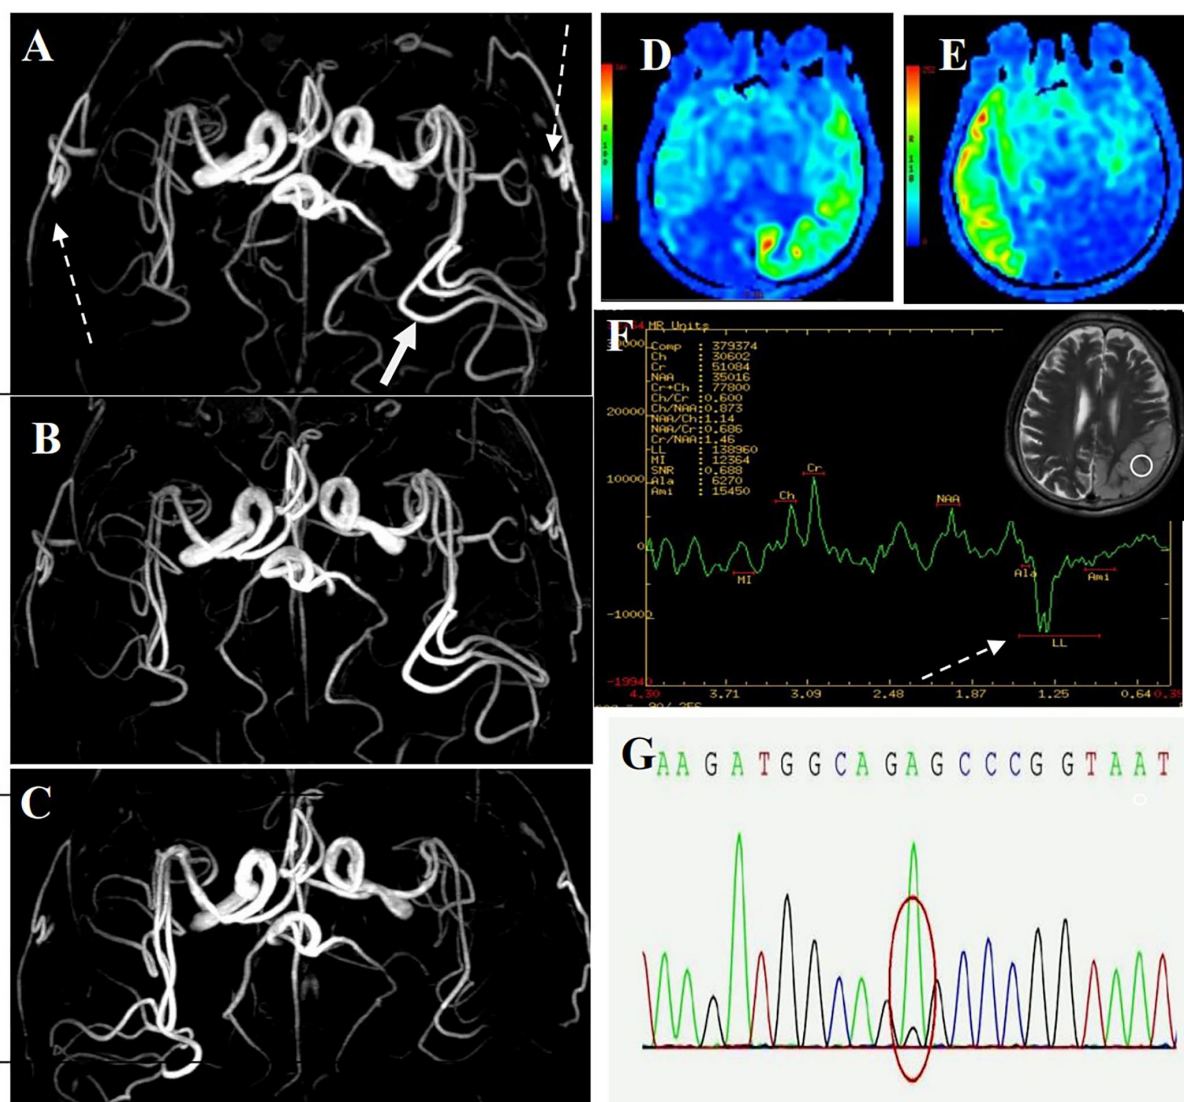 A
B
C
D
E
F
MR Units
Comp : 379374
Ch : 30602
Cr : 51084
NAA : 35016
Cr+Ch : 77800
Ch/Cr :0.600
Ch/NAA:0.873
NAA/Ch:1.14
NAA/Cr:0.686
Cr/NAA:1.46
LL : 138960
MI : 12364
SNR :0.688
Ala : 6270
Ami : 15450
20000
10000
0
-10000
-19940
Ch
Cr
NAA
MI
Ala
Ami
LL
4.30 3.71 3.09 2.48 1.87 1.25 0.64
G
A A G A T G G C A G A G C C C G G T A A T